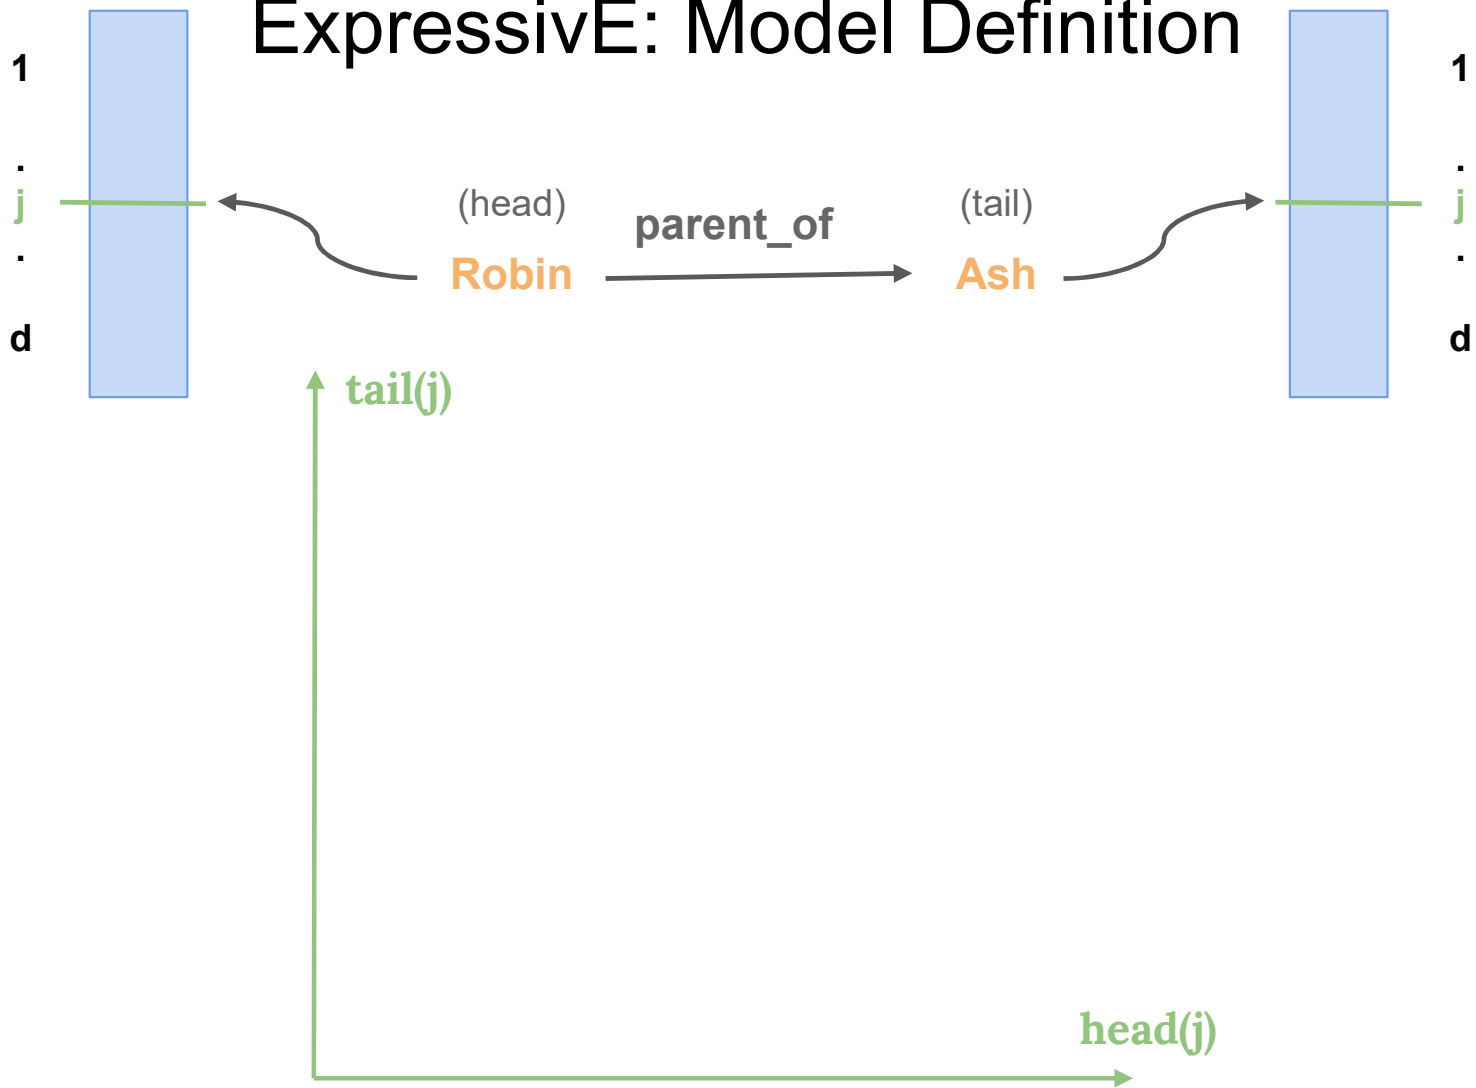 ExpressivE: Model Definition
1
.
j
.
d
(head)
Robin
parent_of
(tail)
Ash
1
.
j
.
d
tail(j)
head(j)